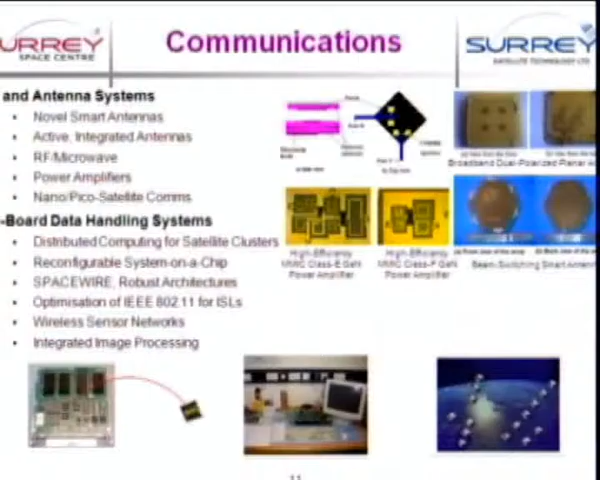 URREY
SPACE CENTRE
Communications
SURREY
SATELLITE TECHNOLOGY LTD
and Antenna Systems
• Novel Smart Antennas
• Active, Integrated Antennas
• RF/Microwave
• Power Amplifiers
• Nano/Pico-Satellite Comms
-Board Data Handling Systems
• Distributed Computing for Satellite Clusters
• Reconfigurable System-on-a-Chip
• SPACEWIRE, Robust Architectures
• Optimisation of IEEE 802.11 for ISLs
• Wireless Sensor Networks
• Integrated Image Processing
Broadband Dual-Polarized Planar
High-Efficiency
MMIC Class-E GaN
Power Amplifier
High-Efficiency
MMIC Class-F GaN
Power Amplifier
Beam-Switching Smart Antenn
11